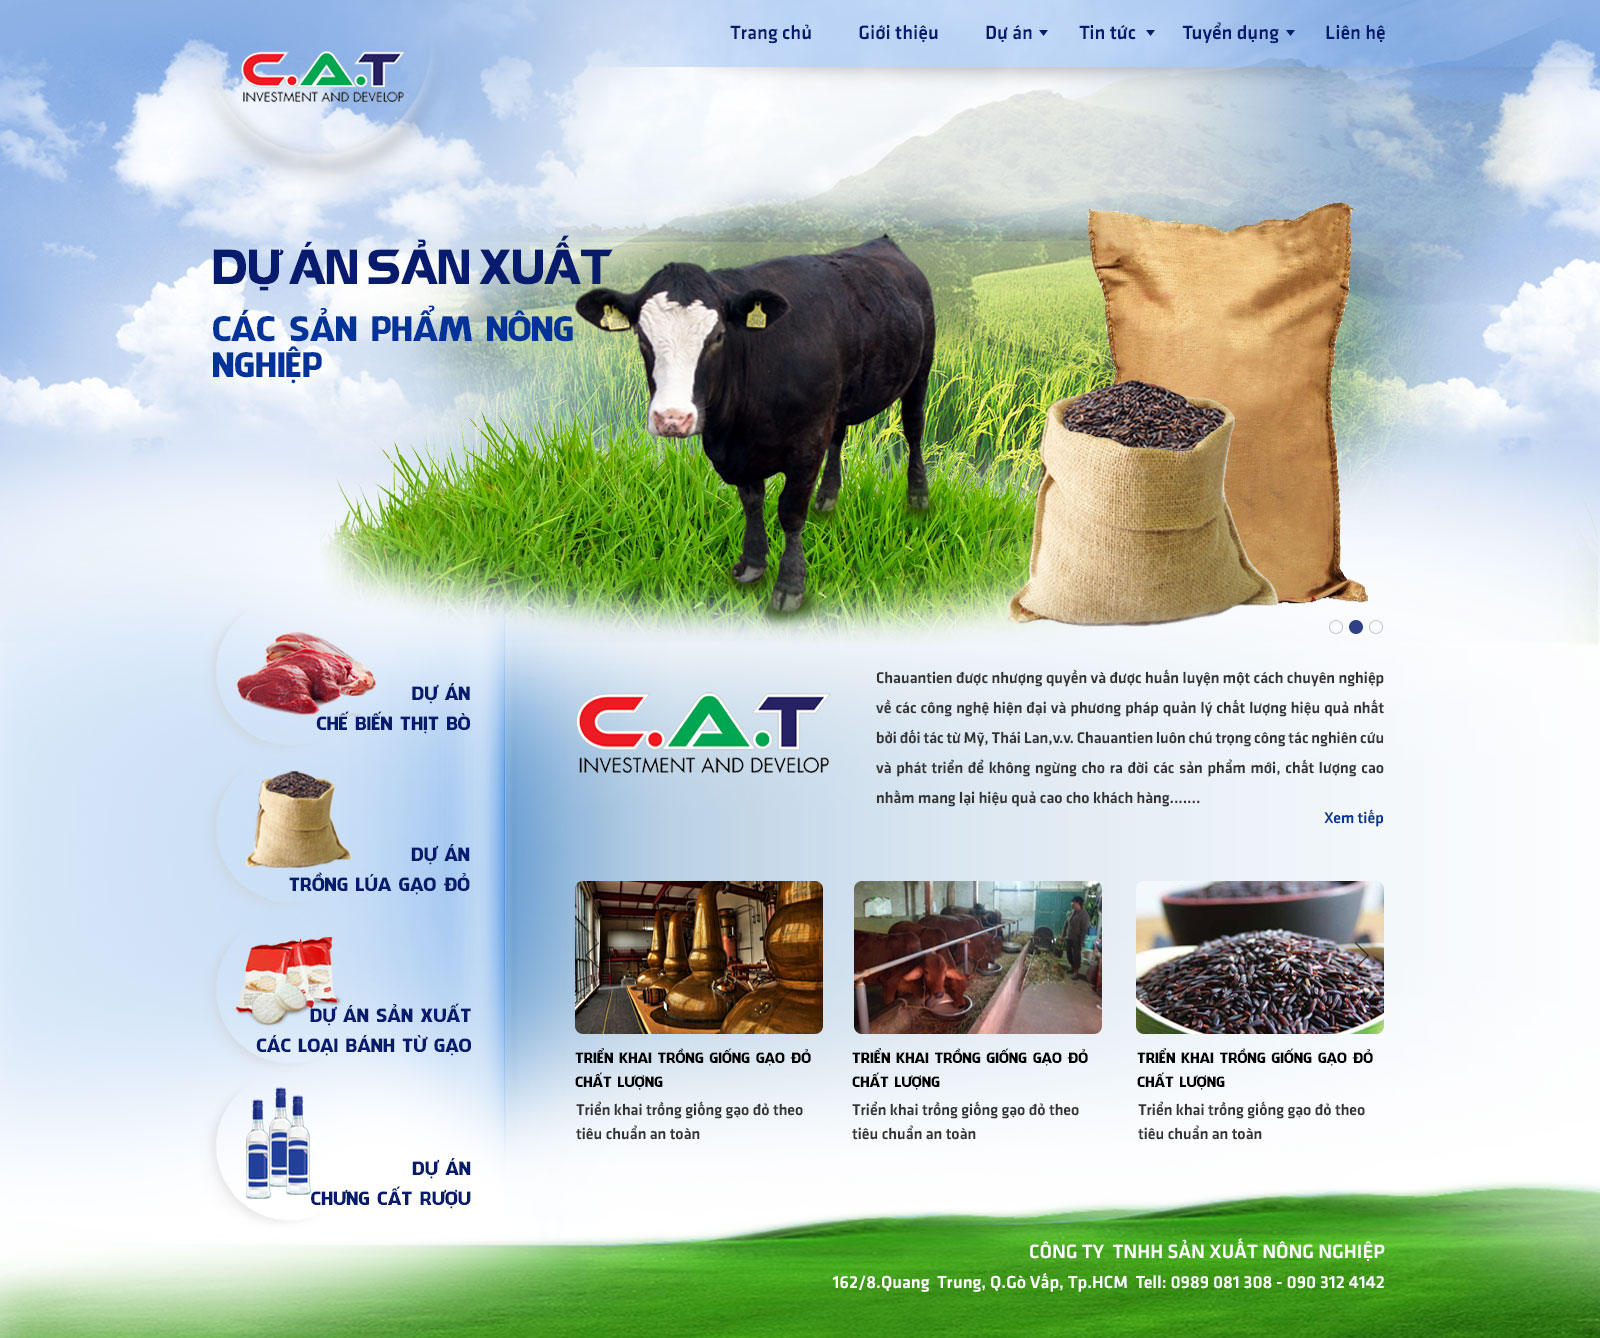 Trang chủ
Giới thiệu
Dự án
Tin tức
Tuyển dụng
Liên hệ
C.A.T
INVESTMENT AND DEVELOP
DỰ ÁN SẢN XUẤT
CÁC SẢN PHẨM NÔNG
NGHIỆP
DỰ ÁN
CHẾ BIẾN THỊT BÒ
DỰ ÁN
TRỒNG LÚA GẠO ĐỎ
DỰ ÁN SẢN XUẤT
CÁC LOẠI BÁNH TỪ GẠO
DỰ ÁN
CHƯNG CẤT RƯỢU
C.A.T
INVESTMENT AND DEVELOP
Chauantien được nhượng quyền và được huấn luyện một cách chuyên nghiệp
về các công nghệ hiện đại và phương pháp quản lý chất lượng hiệu quả nhất
bởi đối tác từ Mỹ, Thái Lan,v.v. Chauantien luôn chú trọng công tác nghiên cứu
và phát triển để không ngừng cho ra đời các sản phẩm mới, chất lượng cao
nhằm mang lại hiệu quả cao cho khách hàng.......
Xem tiếp
TRIỂN KHAI TRỒNG GIỐNG GẠO ĐỎ
CHẤT LƯỢNG
Triển khai trồng giống gạo đỏ theo
tiêu chuẩn an toàn
TRIỂN KHAI TRỒNG GIỐNG GẠO ĐỎ
CHẤT LƯỢNG
Triển khai trồng giống gạo đỏ theo
tiêu chuẩn an toàn
TRIỂN KHAI TRỒNG GIỐNG GẠO ĐỎ
CHẤT LƯỢNG
Triển khai trồng giống gạo đỏ theo
tiêu chuẩn an toàn
CÔNG TY TNHH SẢN XUẤT NÔNG NGHIỆP
162/8.Quang Trung, Q.Gò Vấp, Tp.HCM Tell: 0989 081 308 - 090 312 4142